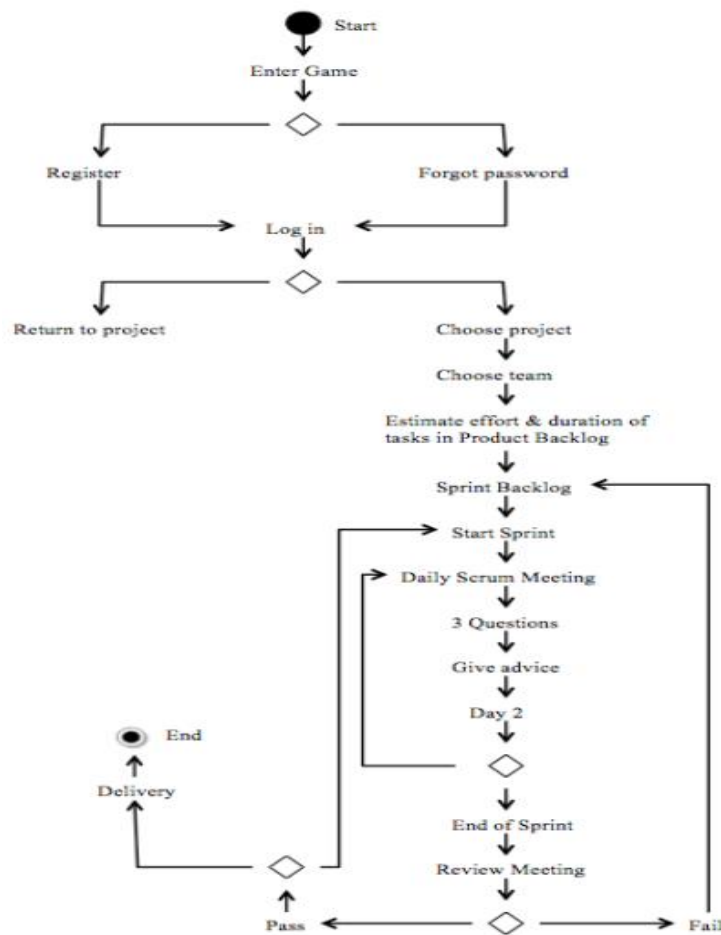 Start
Enter Game
Register
Forgot password
Log in
Return to project
Choose project
Choose team
Estimate effort & duration of
tasks in Product Backlog
Sprint Backlog
Start Sprint
Daily Scrum Meeting
3 Questions
Give advice
Day 2
End
Delivery
End of Sprint
Review Meeting
Pass
Fail